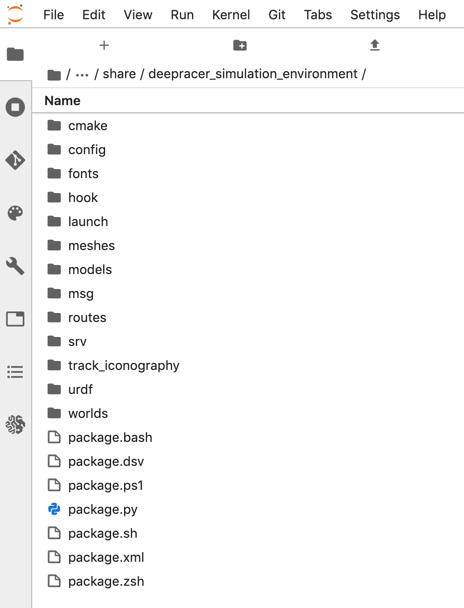 File Edit View Run Kernel Git Tabs Settings Help
/ ··· / share / deepracer_simulation_environment /
Name
cmake
config
fonts
hook
launch
meshes
models
msg
routes
srv
track_iconography
urdf
worlds
package.bash
package.dsv
package.ps1
package.py
package.sh
package.xml
package.zsh